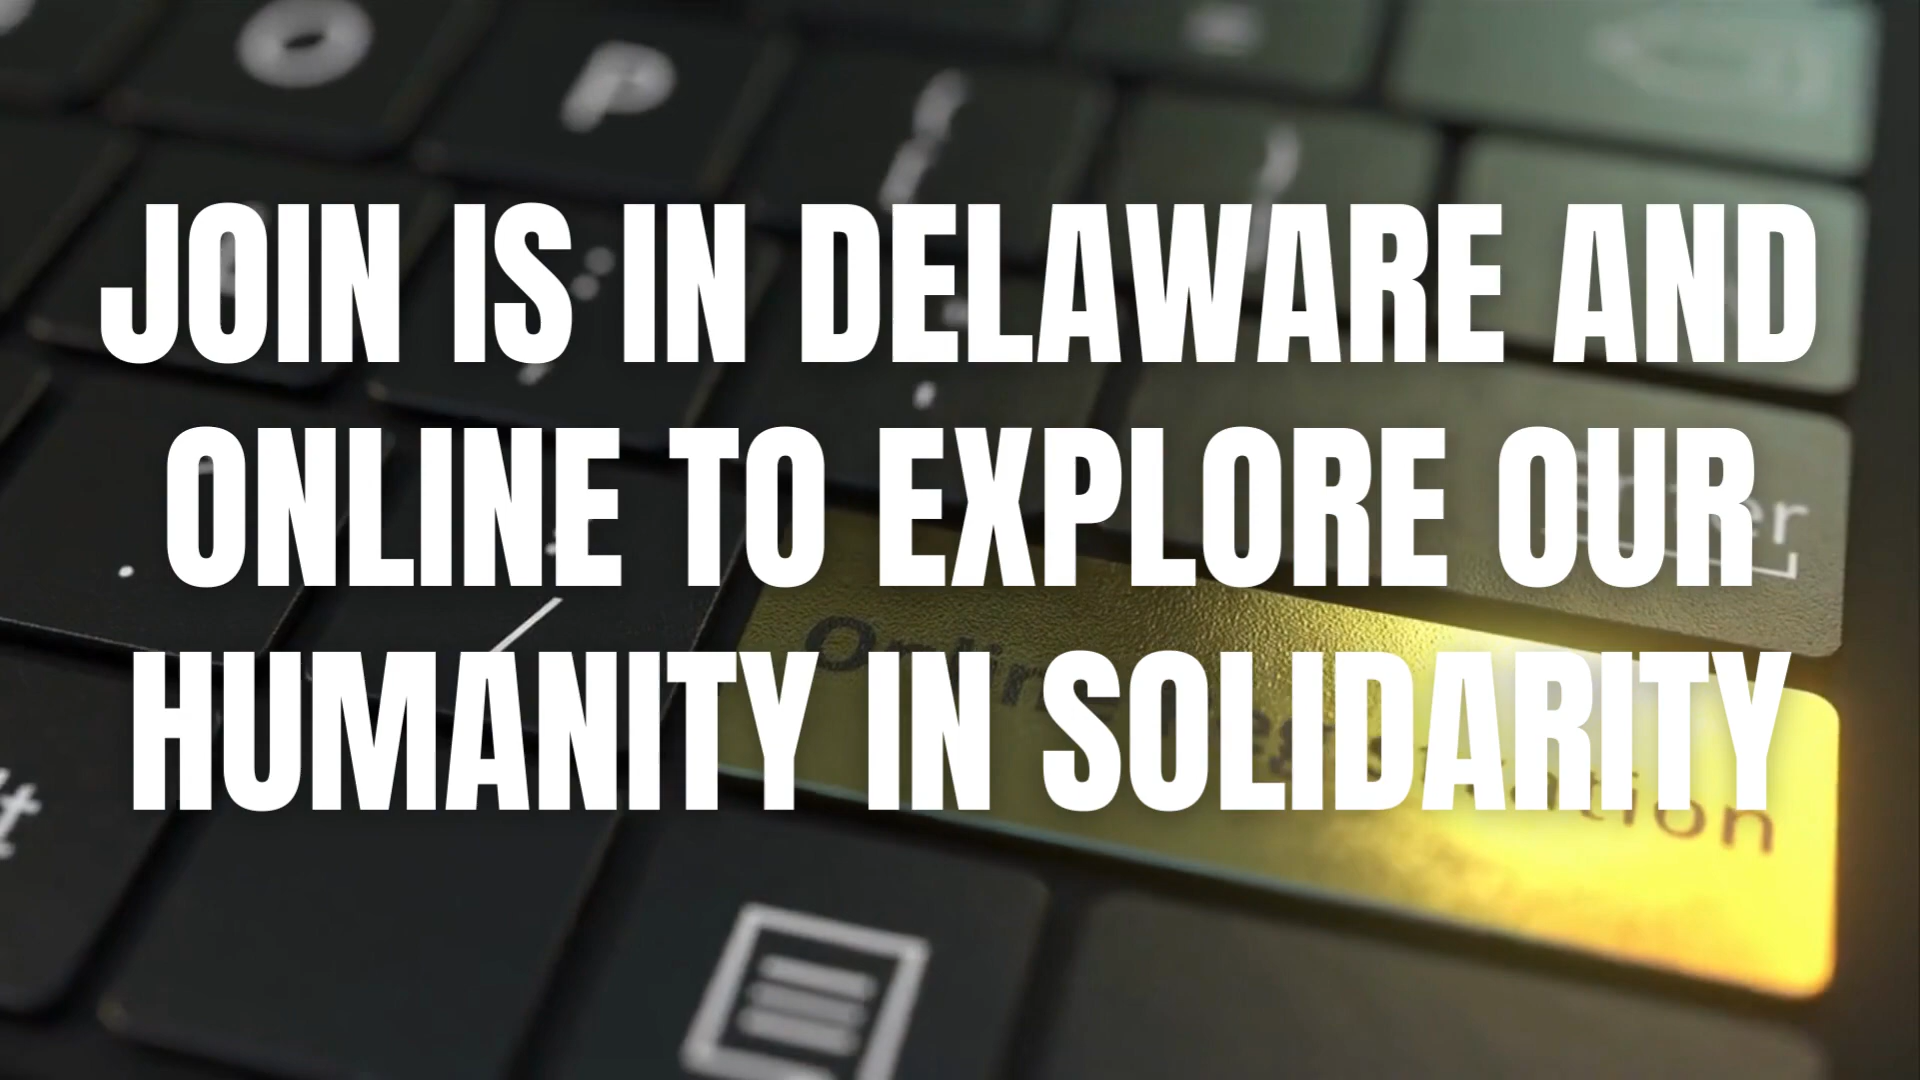 O
P
JOIN IS IN DELAWARE AND
ONLINE TO EXPLORE OUR
HUMANITY IN SOLIDARITY